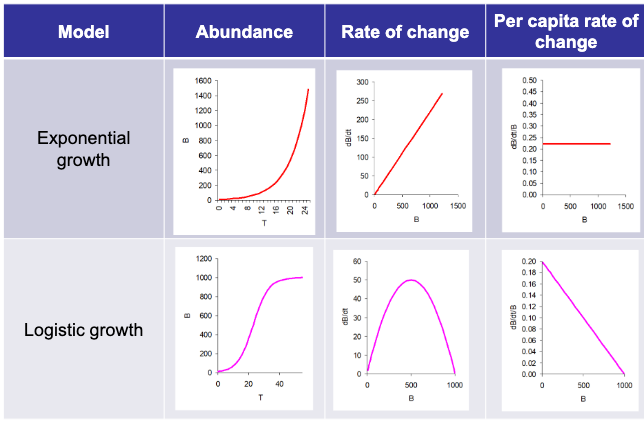 Model
Abundance
Rate of change
Per capita rate of
change
Exponential
growth
1600
1400
1200
1000
800
600
400
200
0
B
0 4 8 12 16 20 24
T
300
250
200
150
100
50
0
dB/dt
0 500 1000 1500
B
0.50
0.45
0.40
0.35
0.30
0.25
0.20
0.15
0.10
0.05
0.00
dB/dt/B
0 500 1000 1500
B
Logistic growth
1200
1000
800
600
400
200
0
B
0 20 40
T
60
50
40
30
20
10
0
dB/dt
0 500 1000
B
0.20
0.18
0.16
0.14
0.12
0.10
0.08
0.06
0.04
0.02
0.00
dB/dt/B
0 500 1000
B